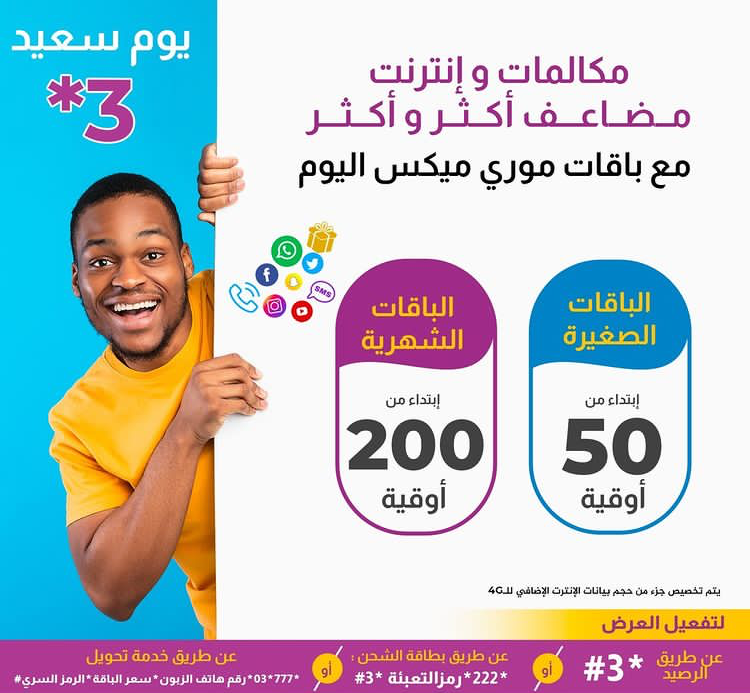 يوم سعيد
*3
مكالمات و إنترنت
مـضـاعـف أكـثـر و أكـثـر
مع باقات موري ميكس اليوم
SMS
الباقات
الصغيرة
إبتداء من
50
أوقية
الباقات
الشهرية
إبتداء من
200
أوقية
يتم تخصيص جزء من حجم بيانات الإنترت الإضافي للـ4G
لتفعيل العرض
عن طريق
الرصيد
*3#
أو
عن طريق بطاقة الشحن :
*222*رمزالتعبئة *3#
أو
عن طريق خدمة تحويل
*777*03*رقم هاتف الزبون*سعر الباقة*الرمز السري#